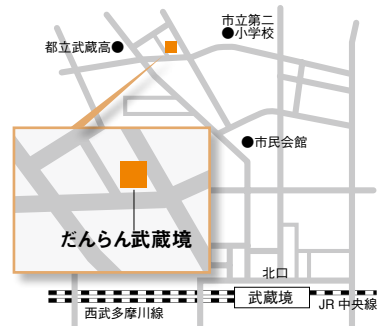 市立第二
●小学校
都立武蔵高●
●市民会館
だんらん武蔵境
北口
武蔵境
JR 中央線
西武多摩川線